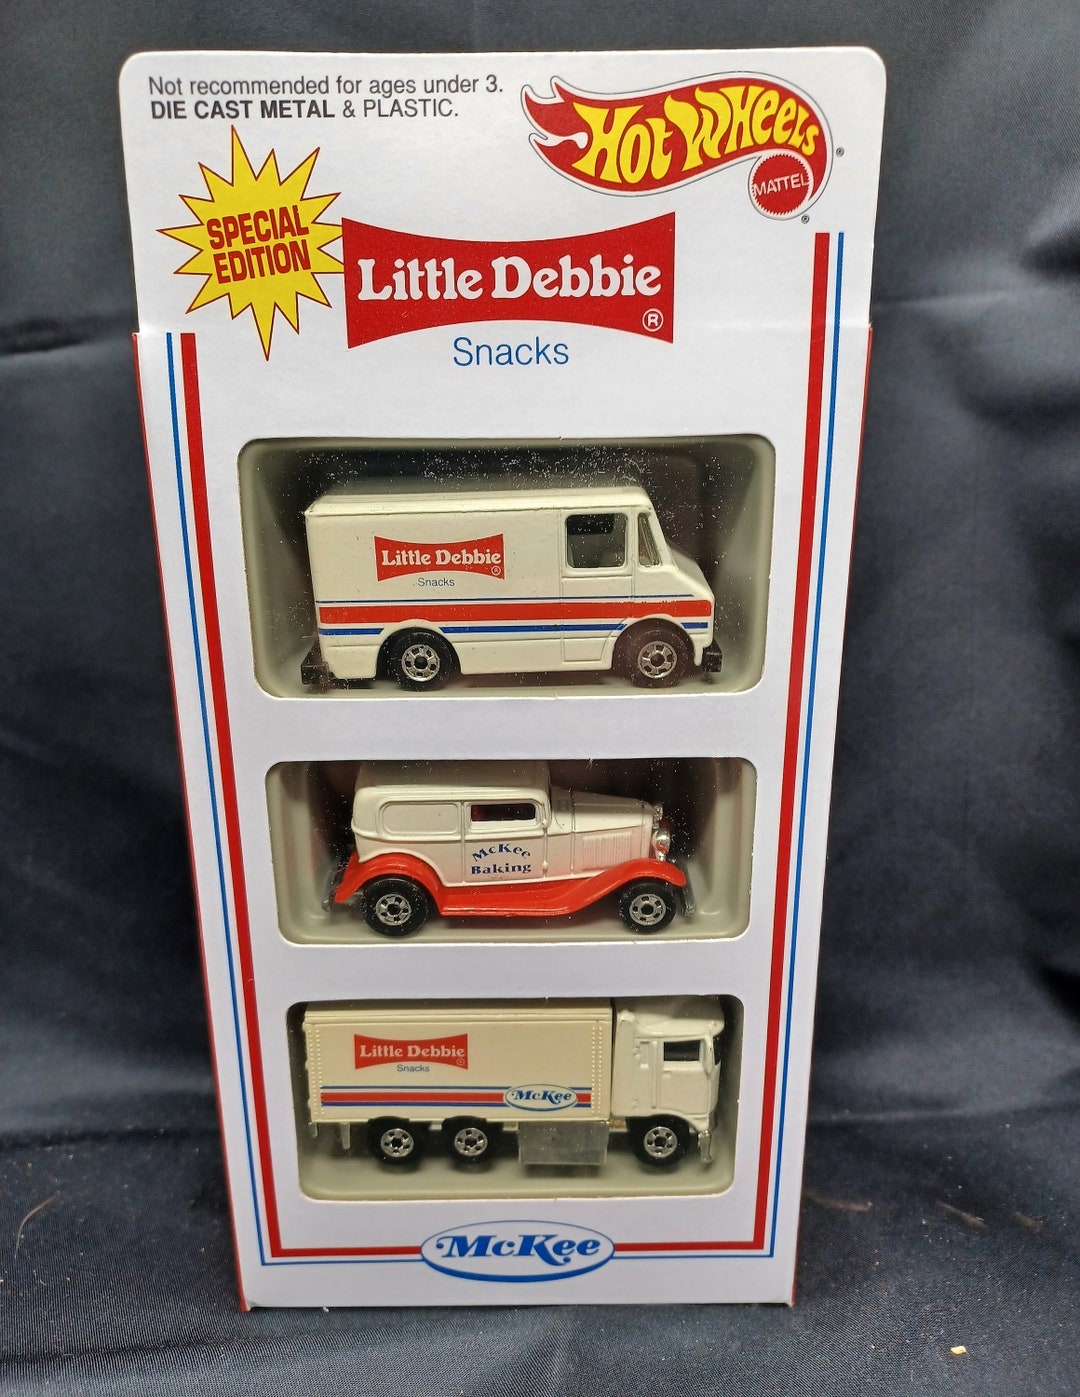 Not recommended for ages under 3.
DIE CAST METAL & PLASTIC.
HOT WHEELS ®
MATTEL ®
SPECIAL
EDITION
Little Debbie ®
Snacks
Little Debbie ®
Snacks
McKee
Baking
Little Debbie ®
Snacks
McKee
McKee